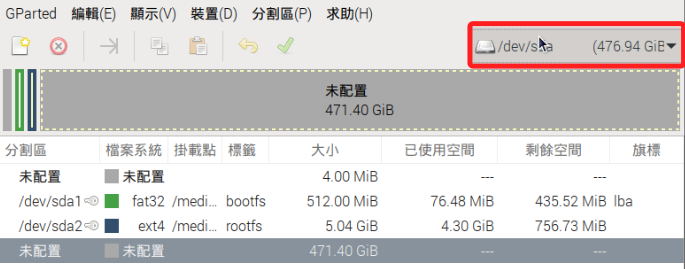 GParted 編輯(E) 顯示(V) 裝置(D) 分割區(P) 求助(H)
/dev/sda (476.94 GiB
未配置
471.40 GiB
分割區 檔案系統 掛載點 標籤 大小 已使用空間 剩餘空間 旗標
未配置 未配置 4.00 MiB --- ---
/dev/sda1 fat32 /medi... bootfs 512.00 MiB 76.48 MiB 435.52 MiB lba
/dev/sda2 ext4 /medi... rootfs 5.04 GiB 4.30 GiB 756.73 MiB
未配置 未配置 471.40 GiB --- ---